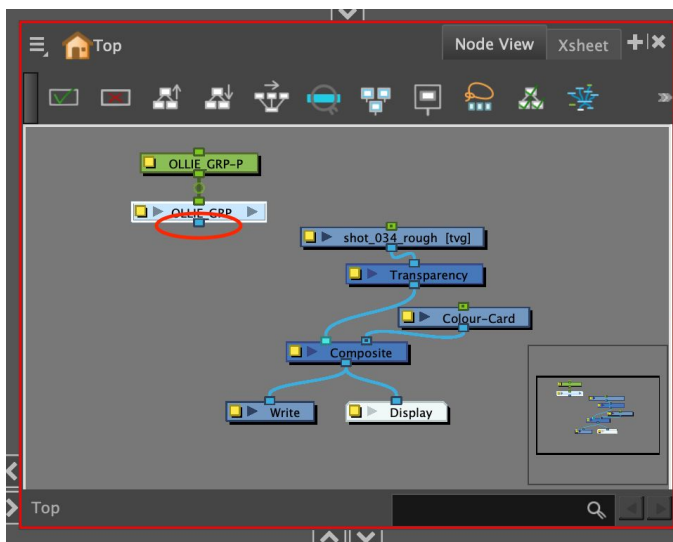 Top
Node View
Xsheet
OLLIE_GRP-P
OLLIE_GRP
shot_034_rough [tvg]
Transparency
Colour-Card
Composite
Write
Display
Top